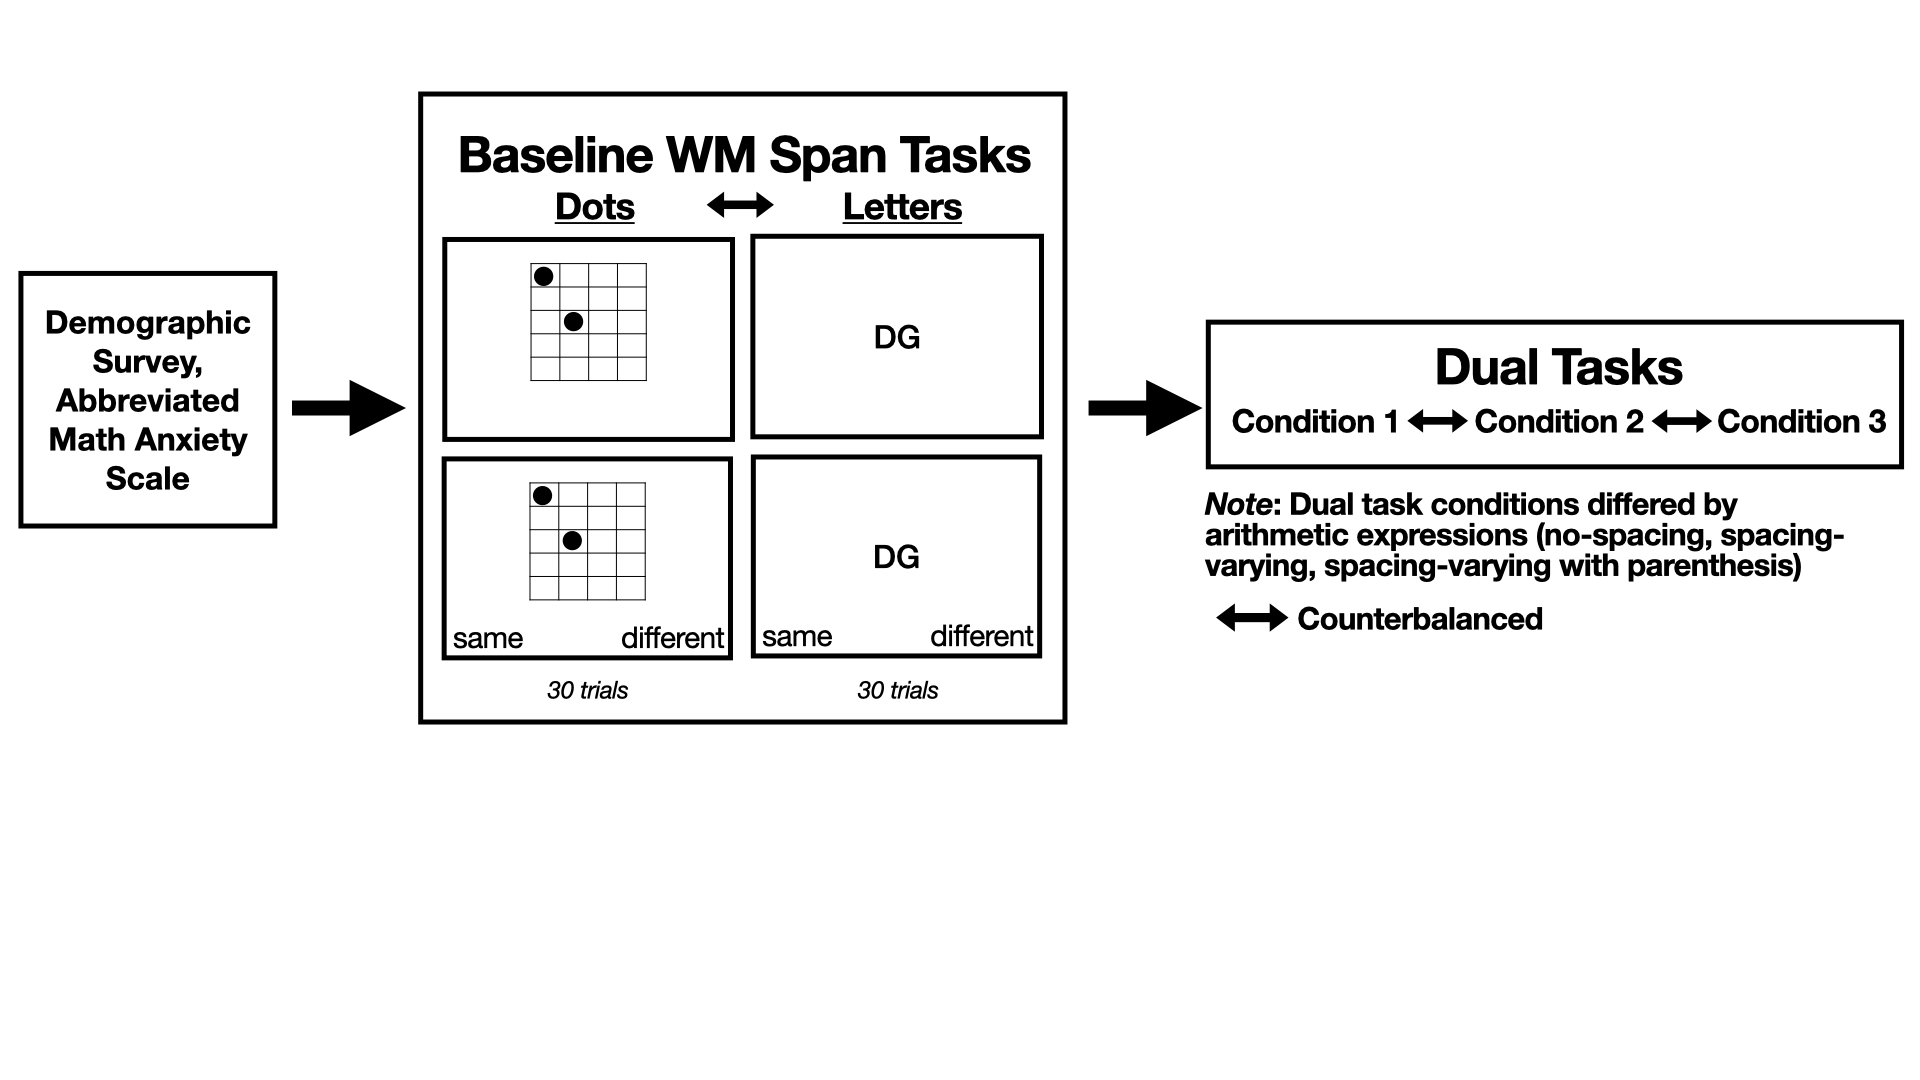 Demographic
Survey,
Abbreviated
Math Anxiety
Scale
Baseline WM Span Tasks
Dots
Letters
DG
DG
same different
same different
30 trials
30 trials
Dual Tasks
Condition 1 Condition 2 Condition 3
Note: Dual task conditions differed by
arithmetic expressions (no-spacing, spacing-
varying, spacing-varying with parenthesis)
Counterbalanced